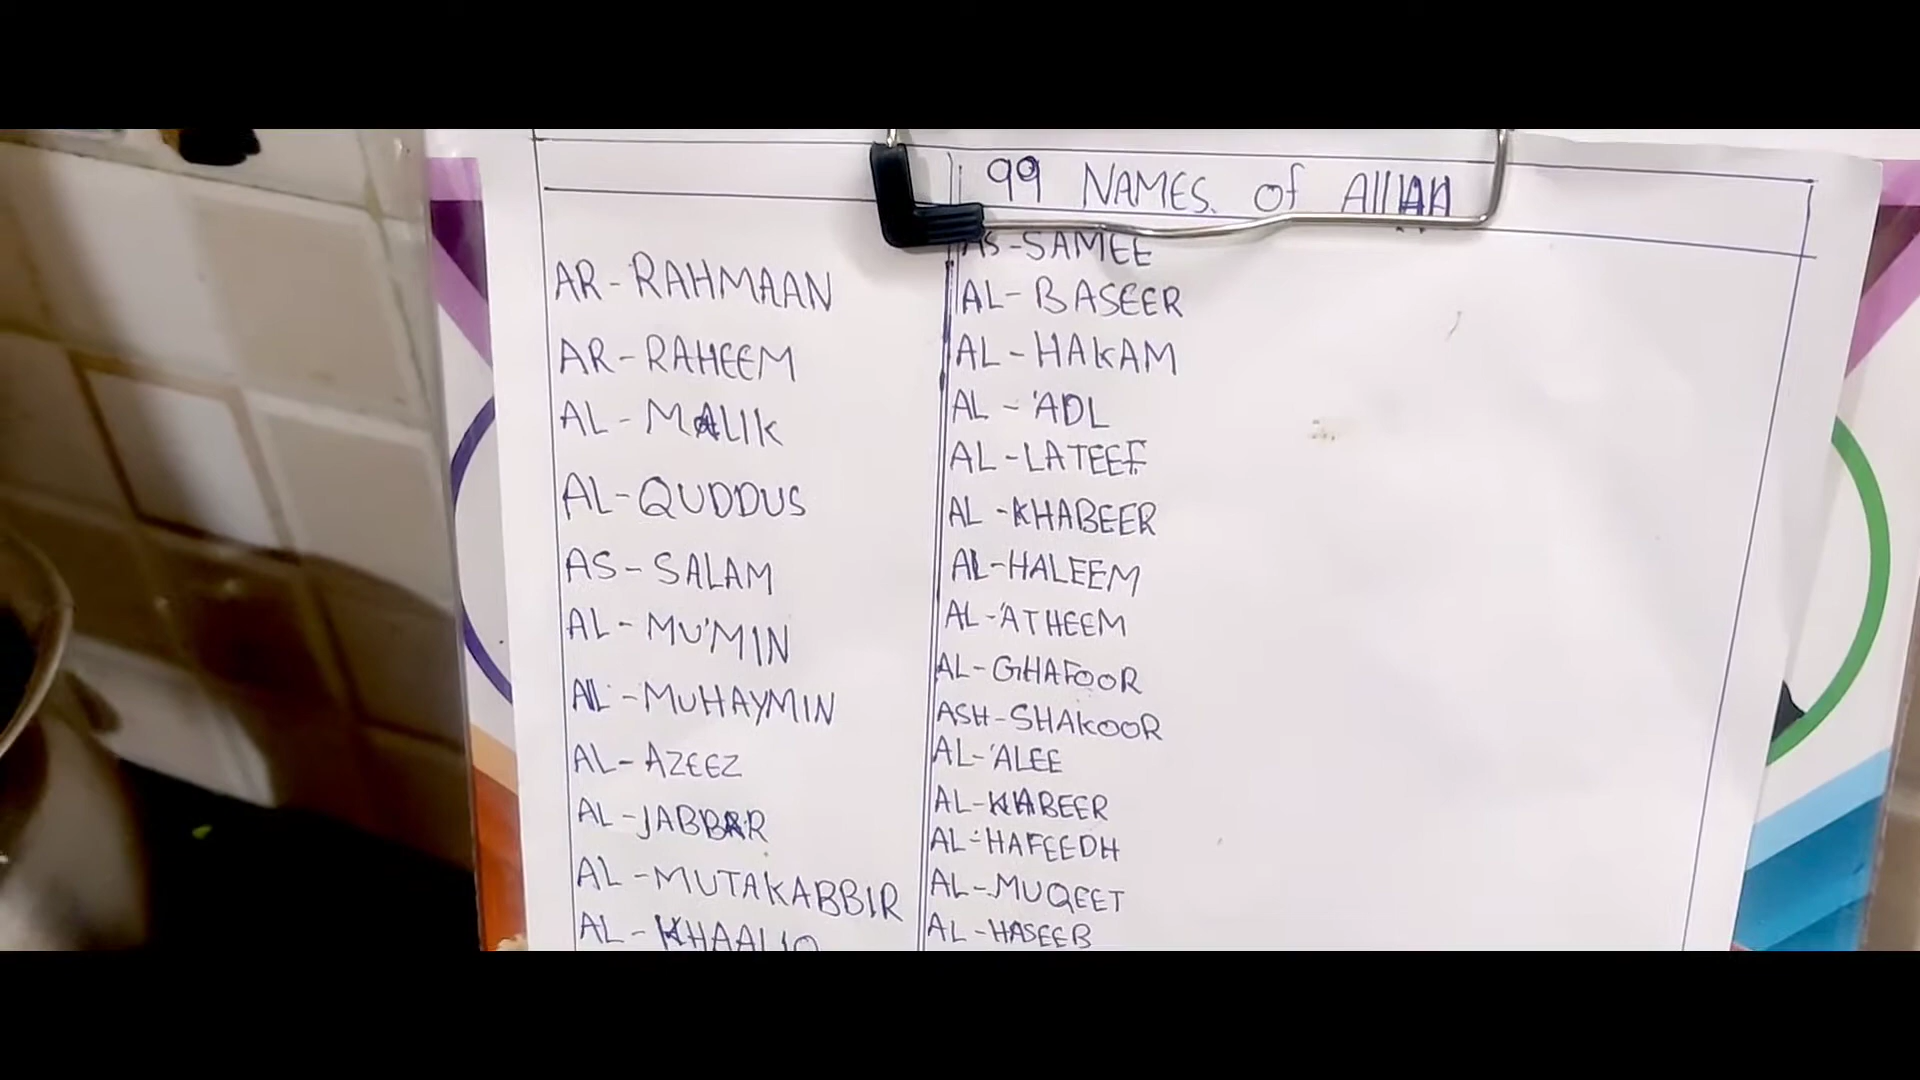 99 NAMES. of AllAH
AR-RAHMAAN
AR-RAHEEM
AL-MALIK
AL-QUDDUS
AS-SALAM
AL-MU'MIN
AL-MUHAYMIN
AL-AZEEZ
AL-JABBAR
AL-MUTAKABBIR
AL-KHAALIQ
AS-SAMEE
AL-BASEER
AL-HAKAM
AL-'ADL
AL-LATEEF
AL-KHABEER
AL-HALEEM
AL-'ATHEEM
AL-GHAFOOR
ASH-SHAKOOR
AL-'ALEE
AL-KABEER
AL-HAFEEDH
AL-MUQEET
AL-HASEEB